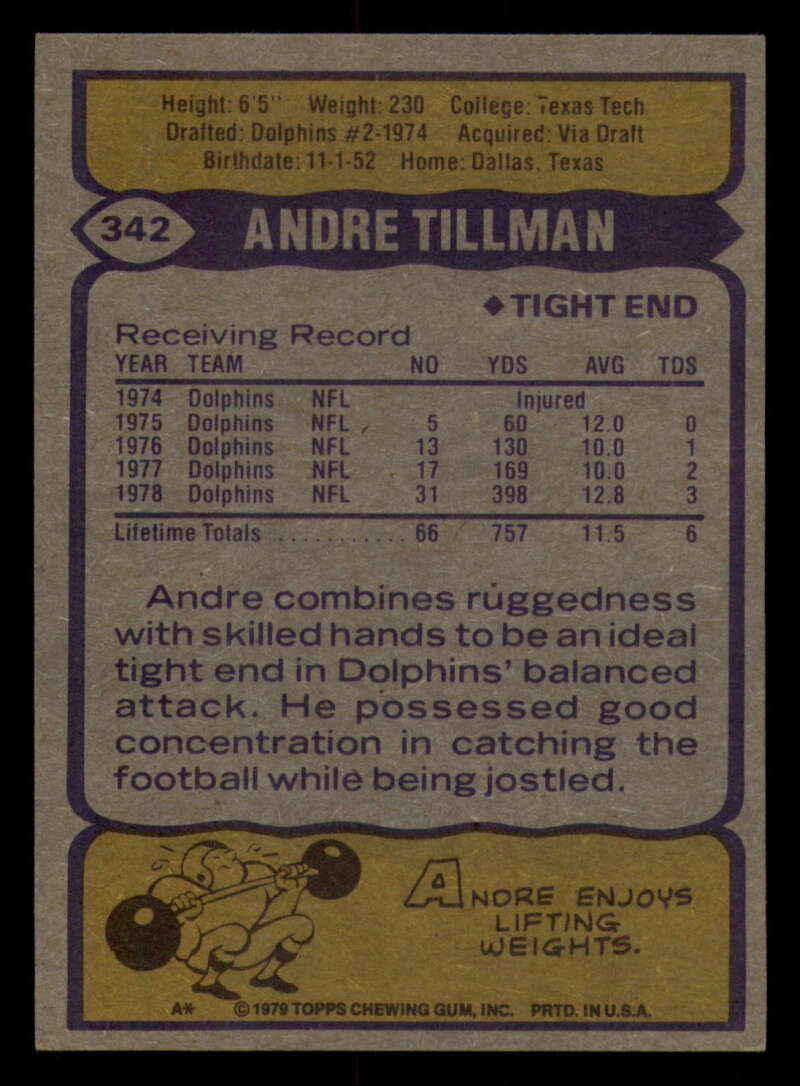 Height: 6'5" Weight: 230 College: Texas Tech
Drafted: Dolphins #2-1974 Acquired: Via Draft
Birthdate: 11-1-52 Home: Dallas, Texas
342 ANDRE TILLMAN
◆TIGHT END
Receiving Record
YEAR TEAM NO YDS AVG TDS
1974 Dolphins NFL Injured
1975 Dolphins NFL 5 60 12.0 0
1976 Dolphins NFL 13 130 10.0 1
1977 Dolphins NFL 17 169 10.0 2
1978 Dolphins NFL 31 398 12.8 3
Lifetime Totals ........... 66 757 11.5 6
Andre combines ruggedness
with skilled hands to be an ideal
tight end in Dolphins' balanced
attack. He possessed good
concentration in catching the
football while being jostled.
ANDRE ENJOYS
LIFTING
WEIGHTS.
A* © 1979 TOPPS CHEWING GUM, INC. PRTD. IN U.S.A.